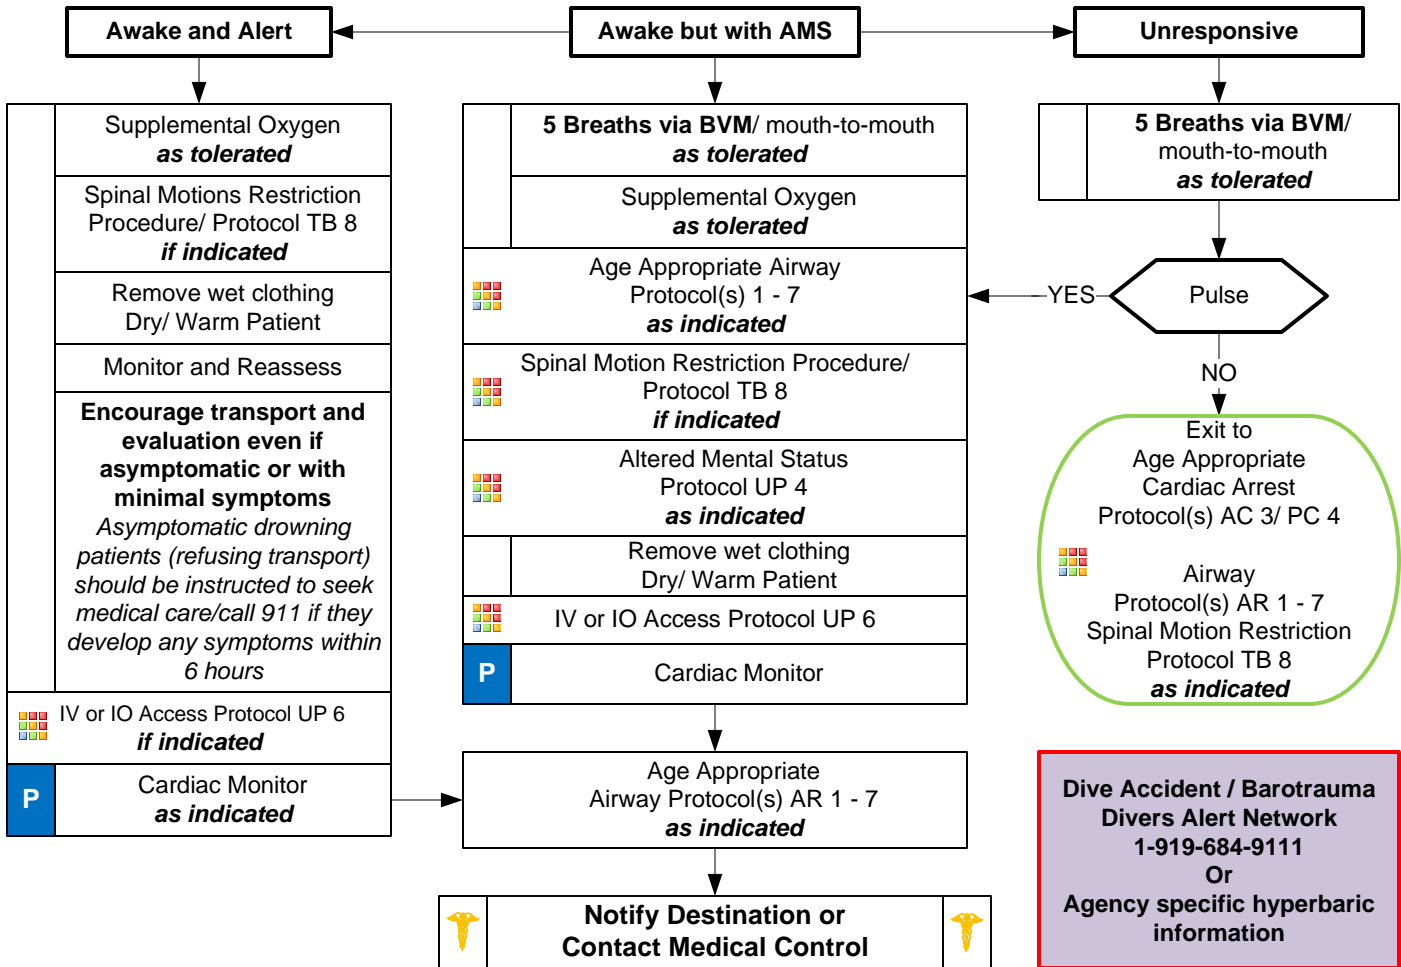 Awake and Alert
Awake but with AMS
Unresponsive
Supplemental Oxygen
as tolerated
Spinal Motions Restriction
Procedure/ Protocol TB 8
if indicated
Remove wet clothing
Dry/ Warm Patient
Monitor and Reassess
Encourage transport and
evaluation even if
asymptomatic or with
minimal symptoms
Asymptomatic drowning
patients (refusing transport)
should be instructed to seek
medical care/call 911 if they
develop any symptoms within
6 hours
IV or IO Access Protocol UP 6
if indicated
P
Cardiac Monitor
as indicated
5 Breaths via BVM/ mouth-to-mouth
as tolerated
Supplemental Oxygen
as tolerated
Age Appropriate Airway
Protocol(s) 1 - 7
as indicated
Spinal Motion Restriction Procedure/
Protocol TB 8
if indicated
Altered Mental Status
Protocol UP 4
as indicated
Remove wet clothing
Dry/ Warm Patient
IV or IO Access Protocol UP 6
P
Cardiac Monitor
Age Appropriate
Airway Protocol(s) AR 1 - 7
as indicated
Notify Destination or
Contact Medical Control
5 Breaths via BVM/
mouth-to-mouth
as tolerated
Pulse
YES
NO
Exit to
Age Appropriate
Cardiac Arrest
Protocol(s) AC 3/ PC 4
Airway
Protocol(s) AR 1 - 7
Spinal Motion Restriction
Protocol TB 8
as indicated
Dive Accident / Barotrauma
Divers Alert Network
1-919-684-9111
Or
Agency specific hyperbaric
information